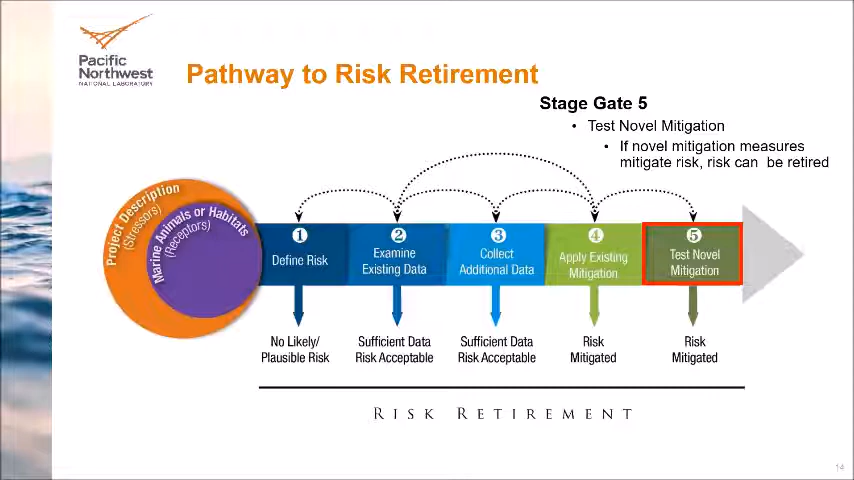 Pacific
Northwest
NATIONAL LABORATORY
Pathway to Risk Retirement
Stage Gate 5
• Test Novel Mitigation
• If novel mitigation measures
mitigate risk, risk can be retired
Project Description
(Stressors)
Marine Animals or Habitats
(Receptors)
1
Define Risk
2
Examine
Existing Data
3
Collect
Additional Data
4
Apply Existing
Mitigation
5
Test Novel
Mitigation
No Likely/
Plausible Risk
Sufficient Data
Risk Acceptable
Sufficient Data
Risk Acceptable
Risk
Mitigated
Risk
Mitigated
RISK RETIREMENT
14